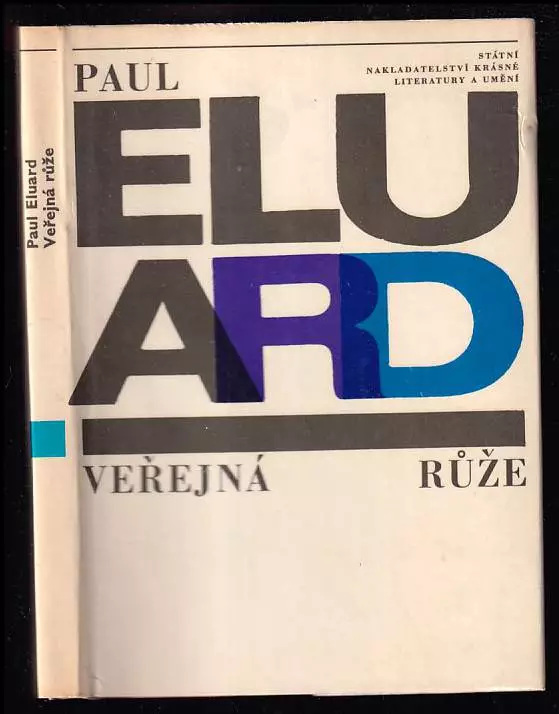 Paul Eluard
Veřejná růže
STÁTNÍ
NAKLADATELSTVÍ KRÁSNÉ
LITERATURY A UMĚNÍ
PAUL
ELU
ARD
VEŘEJNÁ RŮŽE